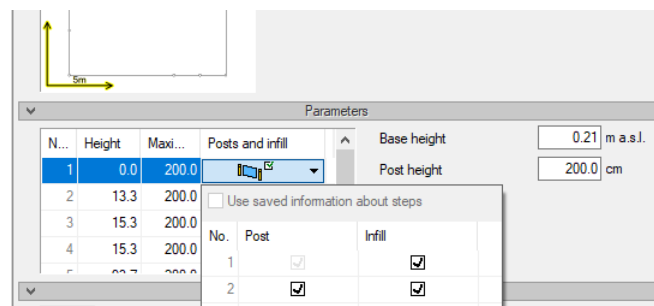 5m
Parameters
N... Height Maxi... Posts and infill
1 0.0 200.0
2 13.3 200.0
3 15.3 200.0
4 15.3 200.0
Base height 0.21 m a.s.l.
Post height 200.0 cm
Use saved information about steps
No. Post Infill
1
2